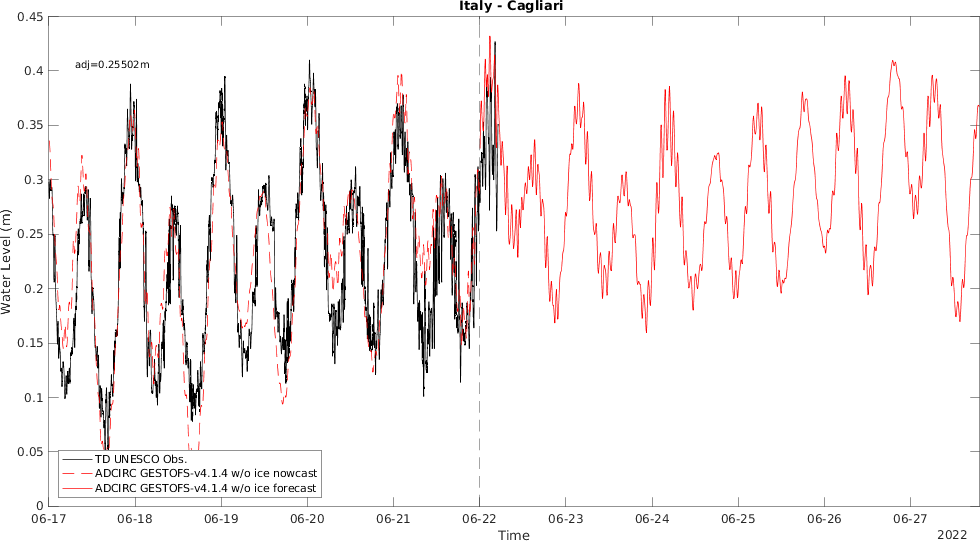 Italy - Cagliari
0.45
0.4
0.35
0.3
0.25
0.2
0.15
0.1
0.05
0
Water Level (m)
adj=0.25502m
TD UNESCO Obs.
ADCIRC GESTOFS-v4.1.4 w/o ice nowcast
ADCIRC GESTOFS-v4.1.4 w/o ice forecast
06-17 06-18 06-19 06-20 06-21 06-22 06-23 06-24 06-25 06-26 06-27
Time
2022